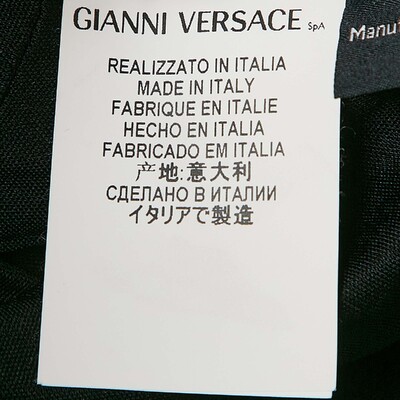 GIANNI VERSACE SpA
REALIZZATO IN ITALIA
MADE IN ITALY
FABRIQUE EN ITALIE
HECHO EN ITALIA
FABRICADO EM ITALIA
产地:意大利
СДЕЛАНО В ИТАЛИИ
イタリアで製造
Manuf